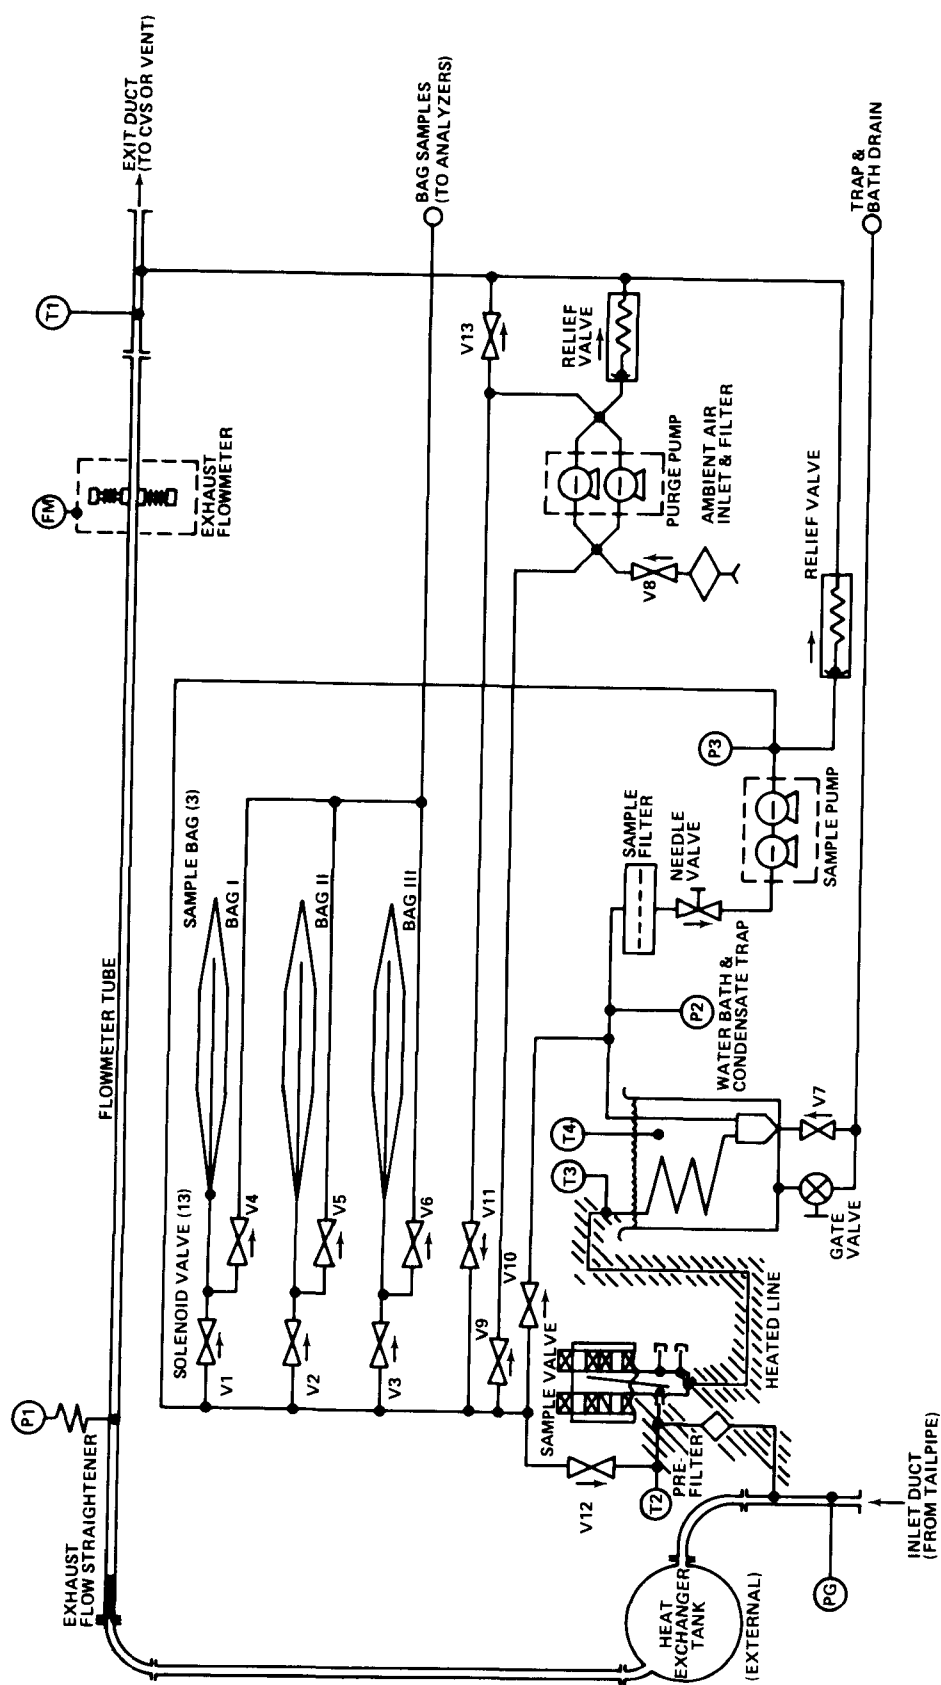 EXIT DUCT
(TO CVS OR VENT)
T1
FM
EXHAUST
FLOWMETER
FLOWMETER TUBE
P1
EXHAUST
FLOW STRAIGHTENER
BAG SAMPLES
(TO ANALYZERS)
SAMPLE BAG (3)
BAG I
BAG II
BAG III
SOLENOID VALVE (13)
V1
V4
V2
V5
V3
V6
V11
V9
V10
V13
RELIEF
VALVE
PURGE PUMP
AMBIENT AIR
INLET & FILTER
V8
TRAP &
BATH DRAIN
RELIEF VALVE
P3
SAMPLE PUMP
SAMPLE
FILTER
NEEDLE
VALVE
P2
WATER BATH &
CONDENSATE TRAP
T4
T3
V7
GATE
VALVE
HEATED LINE
SAMPLE VALVE
V12
T2
PRE-
FILTER
HEAT
EXCHANGER
TANK
(EXTERNAL)
PG
INLET DUCT
(FROM TAILPIPE)